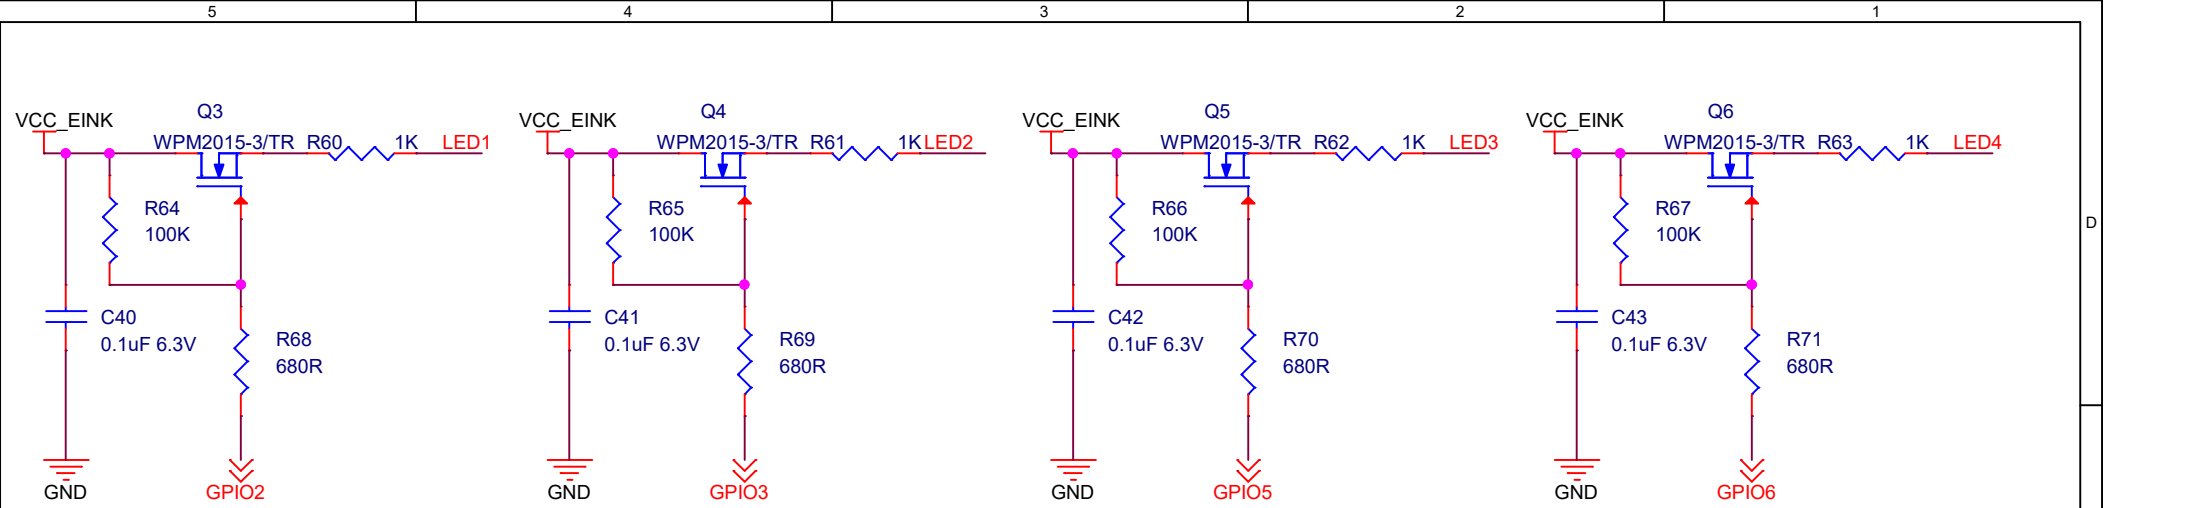 5 4 3 2 1
Q3 Q4 Q5 Q6
VCC_EINK VCC_EINK VCC_EINK VCC_EINK
WPM2015-3/TR R60 1K LED1 WPM2015-3/TR R61 1K LED2 WPM2015-3/TR R62 1K LED3 WPM2015-3/TR R63 1K LED4
R64 R65 R66 R67 D
100K 100K 100K 100K
C40 C41 C42 C43
R68 R69 R70 R71
0.1uF 6.3V 0.1uF 6.3V 0.1uF 6.3V 0.1uF 6.3V
680R 680R 680R 680R
GND GPIO2 GND GPIO3 GND GPIO5 GND GPIO6